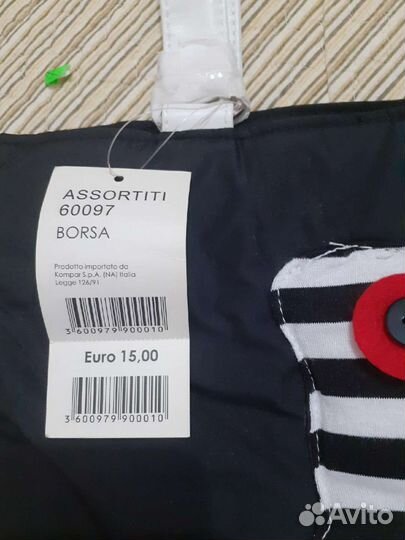 ASSORTITI
60097
BORSA
Prodotto importato da
Kompar S.p.A. (NA) Italia
Legge 126/91
3 600979 900010
Euro 15,00
3 600979 900010
Avito